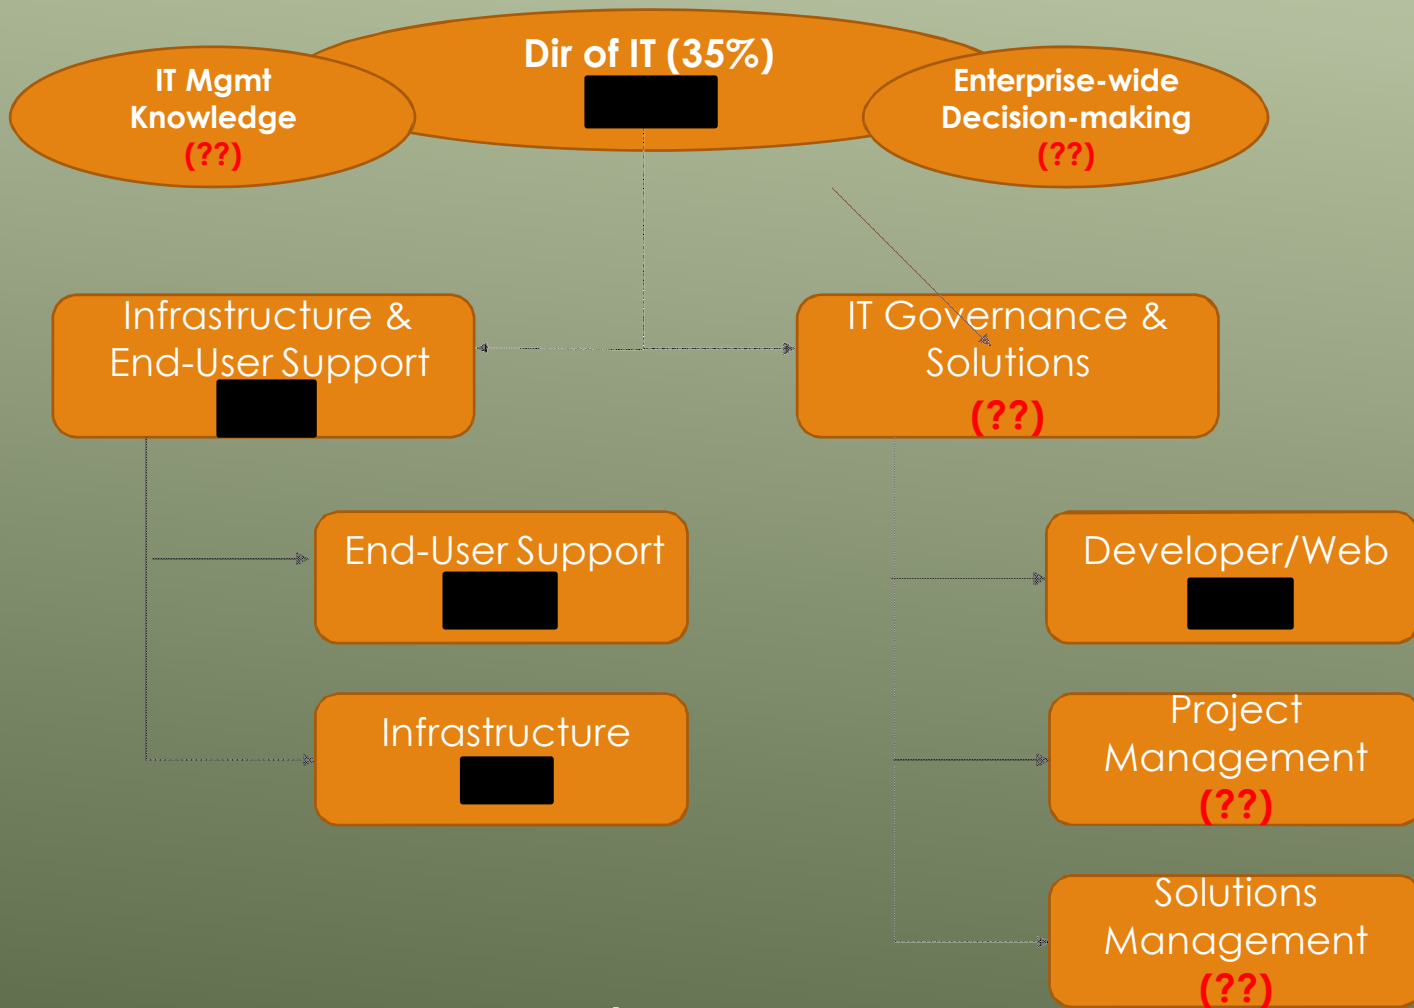 Dir of IT (35%)
IT Mgmt
Knowledge
(??)
Enterprise-wide
Decision-making
(??)
Infrastructure &
End-User Support
IT Governance &
Solutions
(??)
End-User Support
Developer/Web
Infrastructure
Project
Management
(??)
Solutions
Management
(??)